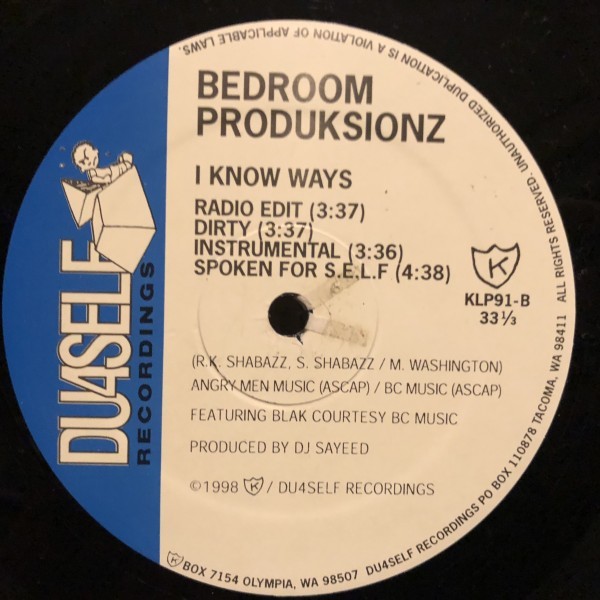 BEDROOM
PRODUKSIONZ
I KNOW WAYS
RADIO EDIT (3:37)
DIRTY (3:37)
INSTRUMENTAL (3:36)
SPOKEN FOR S.E.L.F (4:38)
K
KLP91-B
33 ⅓
(R.K. SHABAZZ, S. SHABAZZ / M. WASHINGTON)
ANGRY MEN MUSIC (ASCAP) / BC MUSIC (ASCAP)
FEATURING BLAK COURTESY BC MUSIC
PRODUCED BY DJ SAYEED
©1998 K / DU4SELF RECORDINGS
DU4SELF
RECORDINGS
K BOX 7154 OLYMPIA, WA 98507 DU4SELF RECORDINGS PO BOX 110878 TACOMA, WA 98411 ALL RIGHTS RESERVED. UNAUTHORIZED DUPLICATION IS A VIOLATION OF APPLICABLE LAWS.